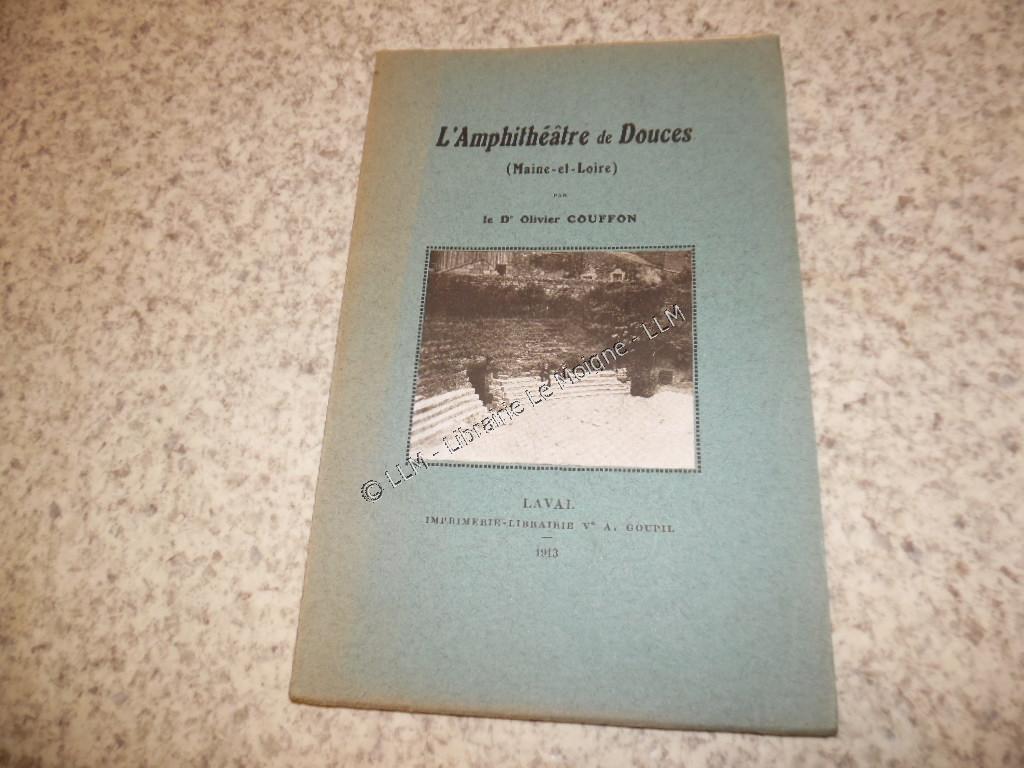 L'Amphithéâtre de Douces
(Maine-et-Loire)
PAR
le Dr Olivier COUFFON
© LLM - Librairie Le Moigne - LLM
LAVAL
IMPRIMERIE-LIBRAIRIE Ve A. GOUPIL
1913